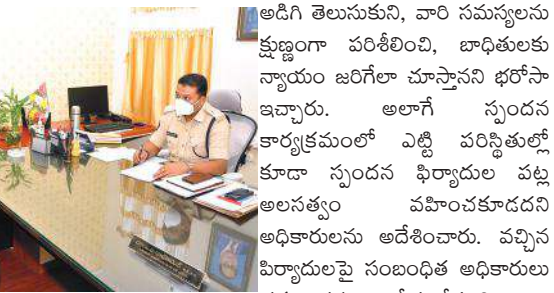 అడిగి తెలుసుకుని, వారి సమస్యలను
క్షుణ్ణంగా పరిశీలించి, బాధితులకు
న్యాయం జరిగేలా చూస్తానని భరోసా
ఇచ్చారు. అలాగే స్పందన
కార్యక్రమంలో ఎట్టి పరిస్థితుల్లో
కూడా స్పందన ఫిర్యాదుల పట్ల
అలసత్వం వహించకూడదని
అధికారులను అదేశించారు. వచ్చిన
పిర్యాదులపై సంబంధిత అధికారులు